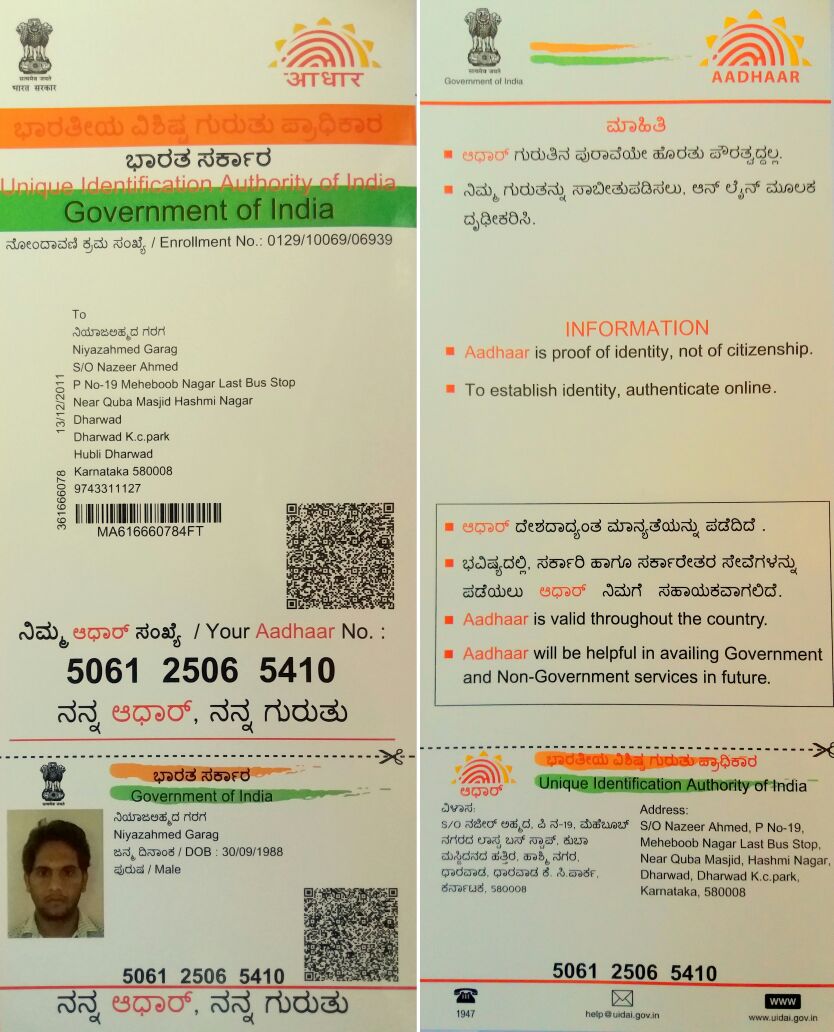 सत्यमेव जयते
भारत सरकार
आधार
ಭಾರತೀಯ ವಿಶಿಷ್ಟ ಗುರುತು ಪ್ರಾಧಿಕಾರ
ಭಾರತ ಸರ್ಕಾರ
Unique Identification Authority of India
Government of India
ನೋಂದಾವಣಿ ಕ್ರಮ ಸಂಖ್ಯೆ / Enrollment No.: 0129/10069/06939
To
ನಿಯಾಜಅಹ್ಮದ ಗರಗ
Niyazahmed Garag
S/O Nazeer Ahmed
P No-19 Meheboob Nagar Last Bus Stop
Near Quba Masjid Hashmi Nagar
Dharwad
Dharwad K.c.park
Hubli Dharwad
Karnataka 580008
9743311127
361666078 13/12/2011
MA616660784FT
ನಿಮ್ಮ ಆಧಾರ್ ಸಂಖ್ಯೆ / Your Aadhaar No. :
5061 2506 5410
ನನ್ನ ಆಧಾರ್, ನನ್ನ ಗುರುತು
ಭಾರತ ಸರ್ಕಾರ
Government of India
ನಿಯಾಜಅಹ್ಮದ ಗರಗ
Niyazahmed Garag
ಜನ್ಮ ದಿನಾಂಕ / DOB : 30/09/1988
ಪುರುಷ / Male
5061 2506 5410
ನನ್ನ ಆಧಾರ್, ನನ್ನ ಗುರುತು
सत्यमेव जयते
Government of India
AADHAAR
ಮಾಹಿತಿ
ಆಧಾರ್ ಗುರುತಿನ ಪುರಾವೆಯೇ ಹೊರತು ಪೌರತ್ವದ್ದಲ್ಲ.
ನಿಮ್ಮ ಗುರುತನ್ನು ಸಾಬೀತುಪಡಿಸಲು, ಆನ್ ಲೈನ್ ಮೂಲಕ
ದೃಢೀಕರಿಸಿ.
INFORMATION
Aadhaar is proof of identity, not of citizenship.
To establish identity, authenticate online.
ಆಧಾರ್ ದೇಶದಾದ್ಯಂತ ಮಾನ್ಯತೆಯನ್ನು ಪಡೆದಿದೆ .
ಭವಿಷ್ಯದಲ್ಲಿ, ಸರ್ಕಾರಿ ಹಾಗೂ ಸರ್ಕಾರೇತರ ಸೇವೆಗಳನ್ನು
ಪಡೆಯಲು ಆಧಾರ್ ನಿಮಗೆ ಸಹಾಯಕವಾಗಲಿದೆ.
Aadhaar is valid throughout the country.
Aadhaar will be helpful in availing Government
and Non-Government services in future.
ಆಧಾರ್
ಭಾರತೀಯ ವಿಶಿಷ್ಟ ಗುರುತು ಪ್ರಾಧಿಕಾರ
Unique Identification Authority of India
ವಿಳಾಸ:
S/O ನಜೀರ್ ಅಹ್ಮದ, ಪಿ ನ-19, ಮೆಹೆಬೂಬ್
ನಗರದ ಲಾಸ್ಟ ಬಸ್ ಸ್ಟಾಪ್, ಕುಬಾ
ಮಸ್ಜಿದನದ ಹತ್ತಿರ, ಹಾಶ್ಮಿ ನಗರ,
ಧಾರವಾಡ, ಧಾರವಾಡ ಕೆ. ಸಿ.ಪಾರ್ಕ,
ಕರ್ನಾಟಕ, 580008
Address:
S/O Nazeer Ahmed, P No-19,
Meheboob Nagar Last Bus Stop,
Near Quba Masjid, Hashmi Nagar,
Dharwad, Dharwad K.c.park,
Karnataka, 580008
5061 2506 5410
1947
help@uidai.gov.in
www
www.uidai.gov.in